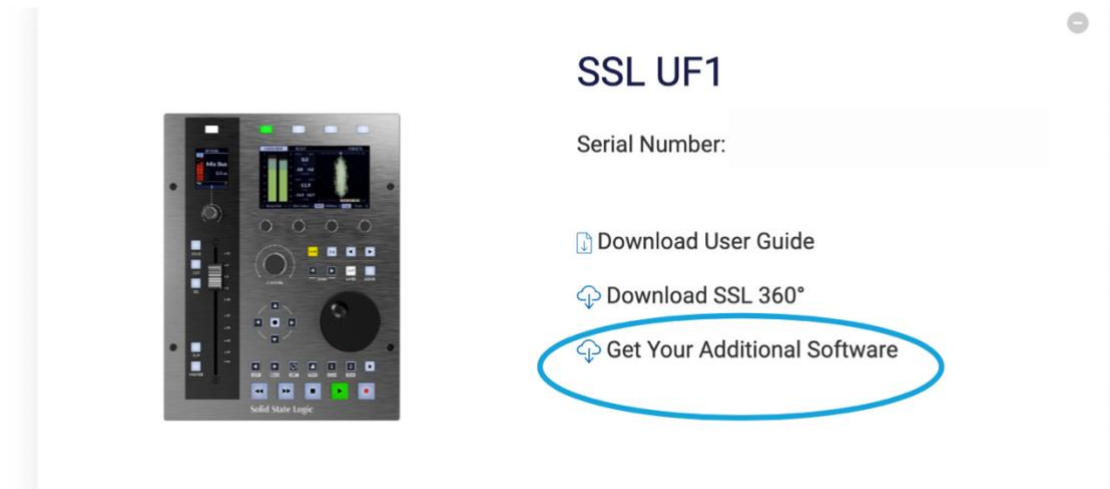 SSL UF1
Serial Number:
Download User Guide
Download SSL 360°
Get Your Additional Software
Solid State Logic